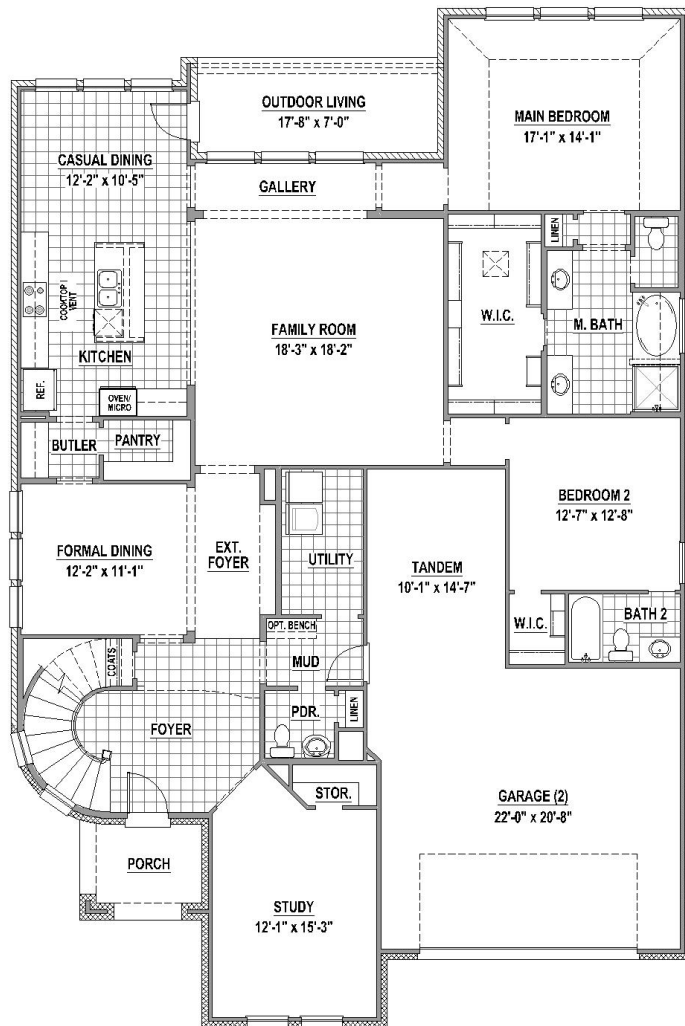 OUTDOOR LIVING
17'-8" x 7'-0"
MAIN BEDROOM
17'-1" x 14'-1"
CASUAL DINING
12'-2" x 10'-5"
GALLERY
LINEN
COOKTOP/
VENT
KITCHEN
FAMILY ROOM
18'-3" x 18'-2"
W.I.C.
M. BATH
REF.
OVEN/
MICRO
BUTLER
PANTRY
BEDROOM 2
12'-7" x 12'-8"
FORMAL DINING
12'-2" x 11'-1"
EXT.
FOYER
UTILITY
TANDEM
10'-1" x 14'-7"
OPT. BENCH
W.I.C.
BATH 2
COATS
MUD
FOYER
PDR.
LINEN
STOR.
GARAGE (2)
22'-0" x 20'-8"
PORCH
STUDY
12'-1" x 15'-3"